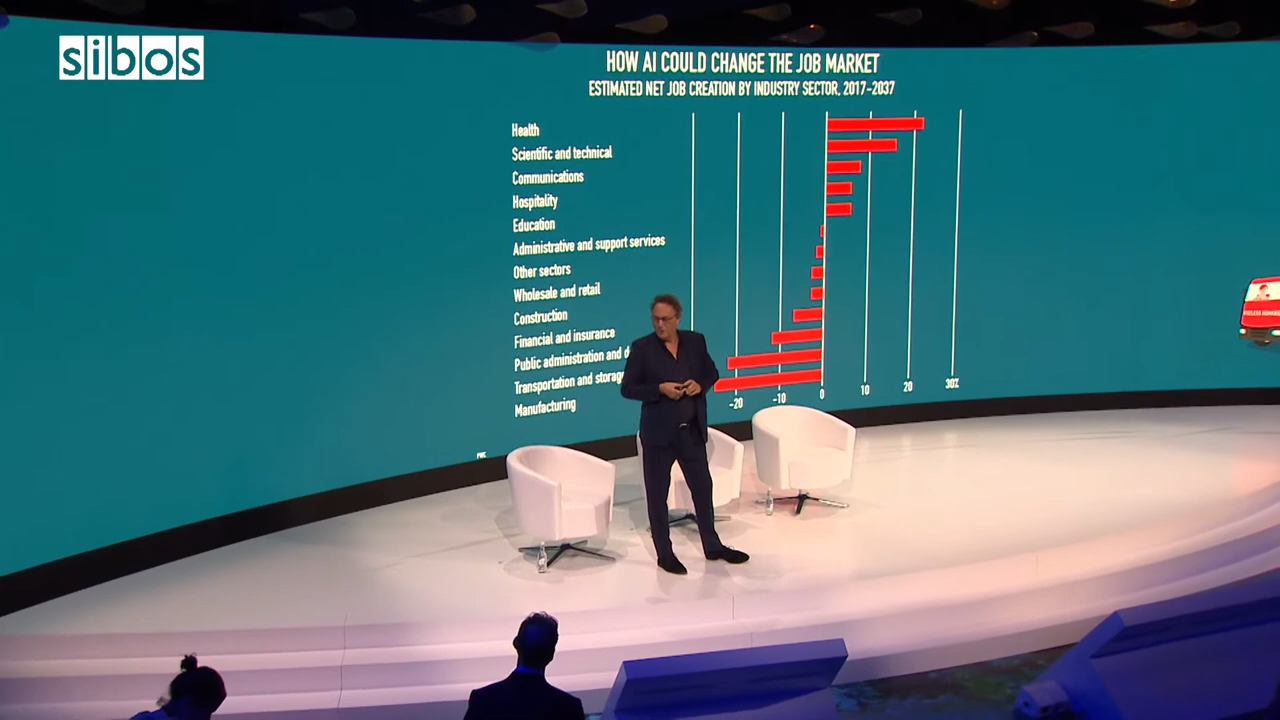 sibos
HOW AI COULD CHANGE THE JOB MARKET
ESTIMATED NET JOB CREATION BY INDUSTRY SECTOR, 2017-2037
Health
Scientific and technical
Communications
Hospitality
Education
Administrative and support services
Other sectors
Wholesale and retail
Construction
Financial and insurance
Public administration and d
Transportation and storag
Manufacturing
-20
-10
0
10
20
30%
PWC